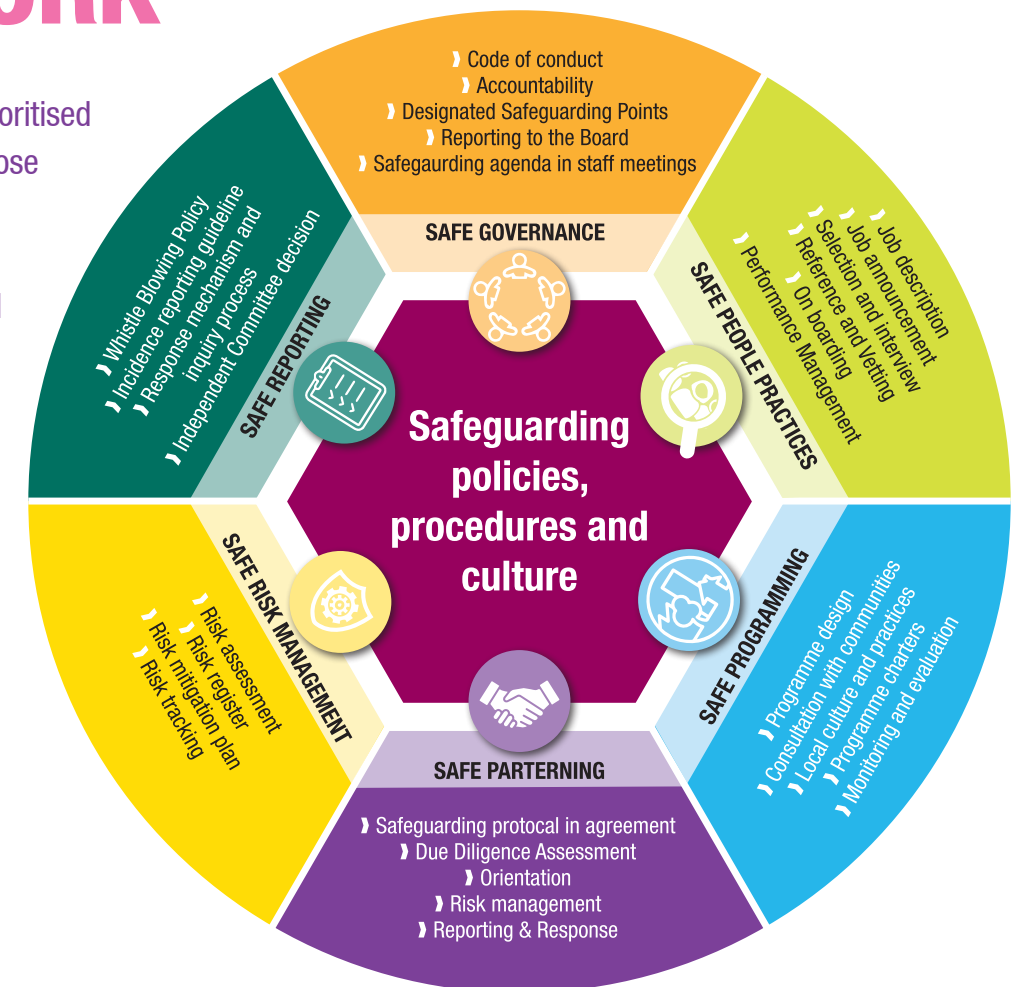 ORK
oritised
ose
Code of conduct
Accountability
Designated Safeguarding Points
Reporting to the Board
Safegaurding agenda in staff meetings
SAFE GOVERNANCE
Job description
Job announcement
Selection and interview
Reference and Vetting
On boarding
Performance Management
SAFE PEOPLE PRACTICES
Programme design
Consultation with communities
Local culture and practices
Programme charters
Monitoring and evaluation
SAFE PROGRAMMING
SAFE PARTERNING
Safeguarding protocal in agreement
Due Diligence Assessment
Orientation
Risk management
Reporting & Response
SAFE RISK MANAGEMENT
Risk assessment
Risk register
Risk mitigation plan
Risk tracking
Whistle Blowing Policy
Incidence reporting guideline
Response mechanism and
inquiry process
Independent Committee decision
SAFE REPORTING
Safeguarding
policies,
procedures and
culture